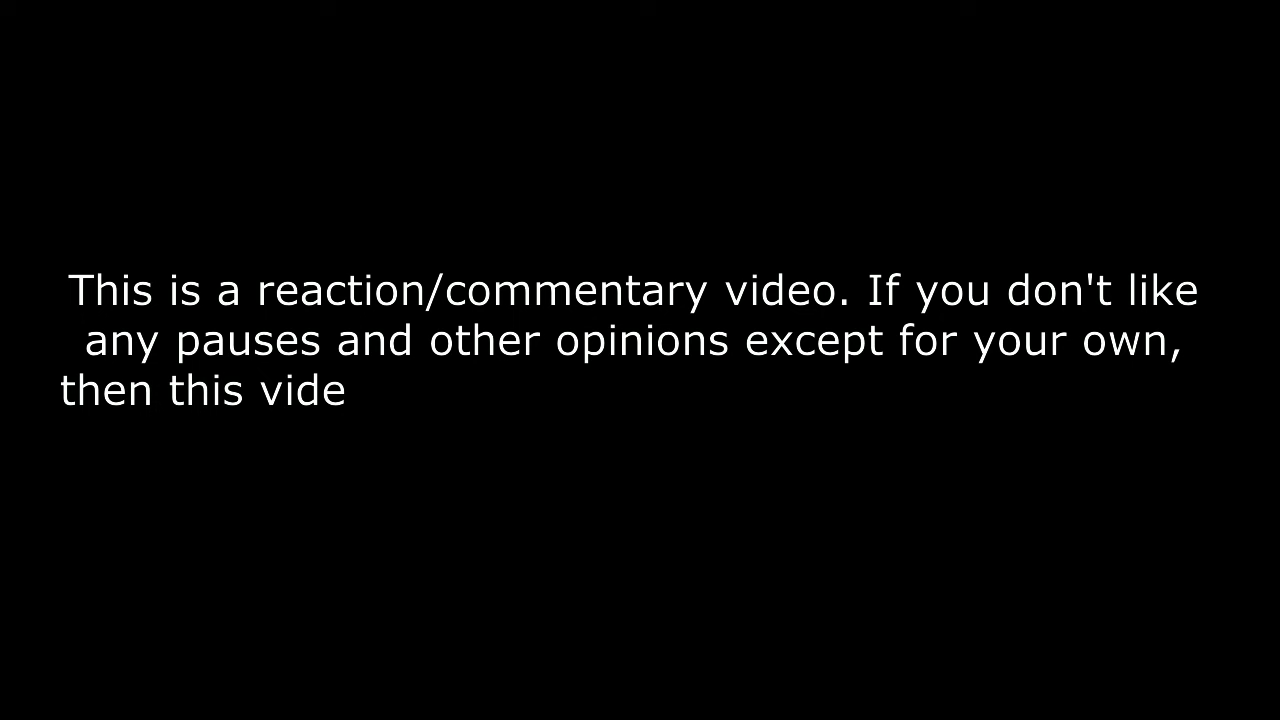 This is a reaction/commentary video. If you don't like
any pauses and other opinions except for your own,
then this vide